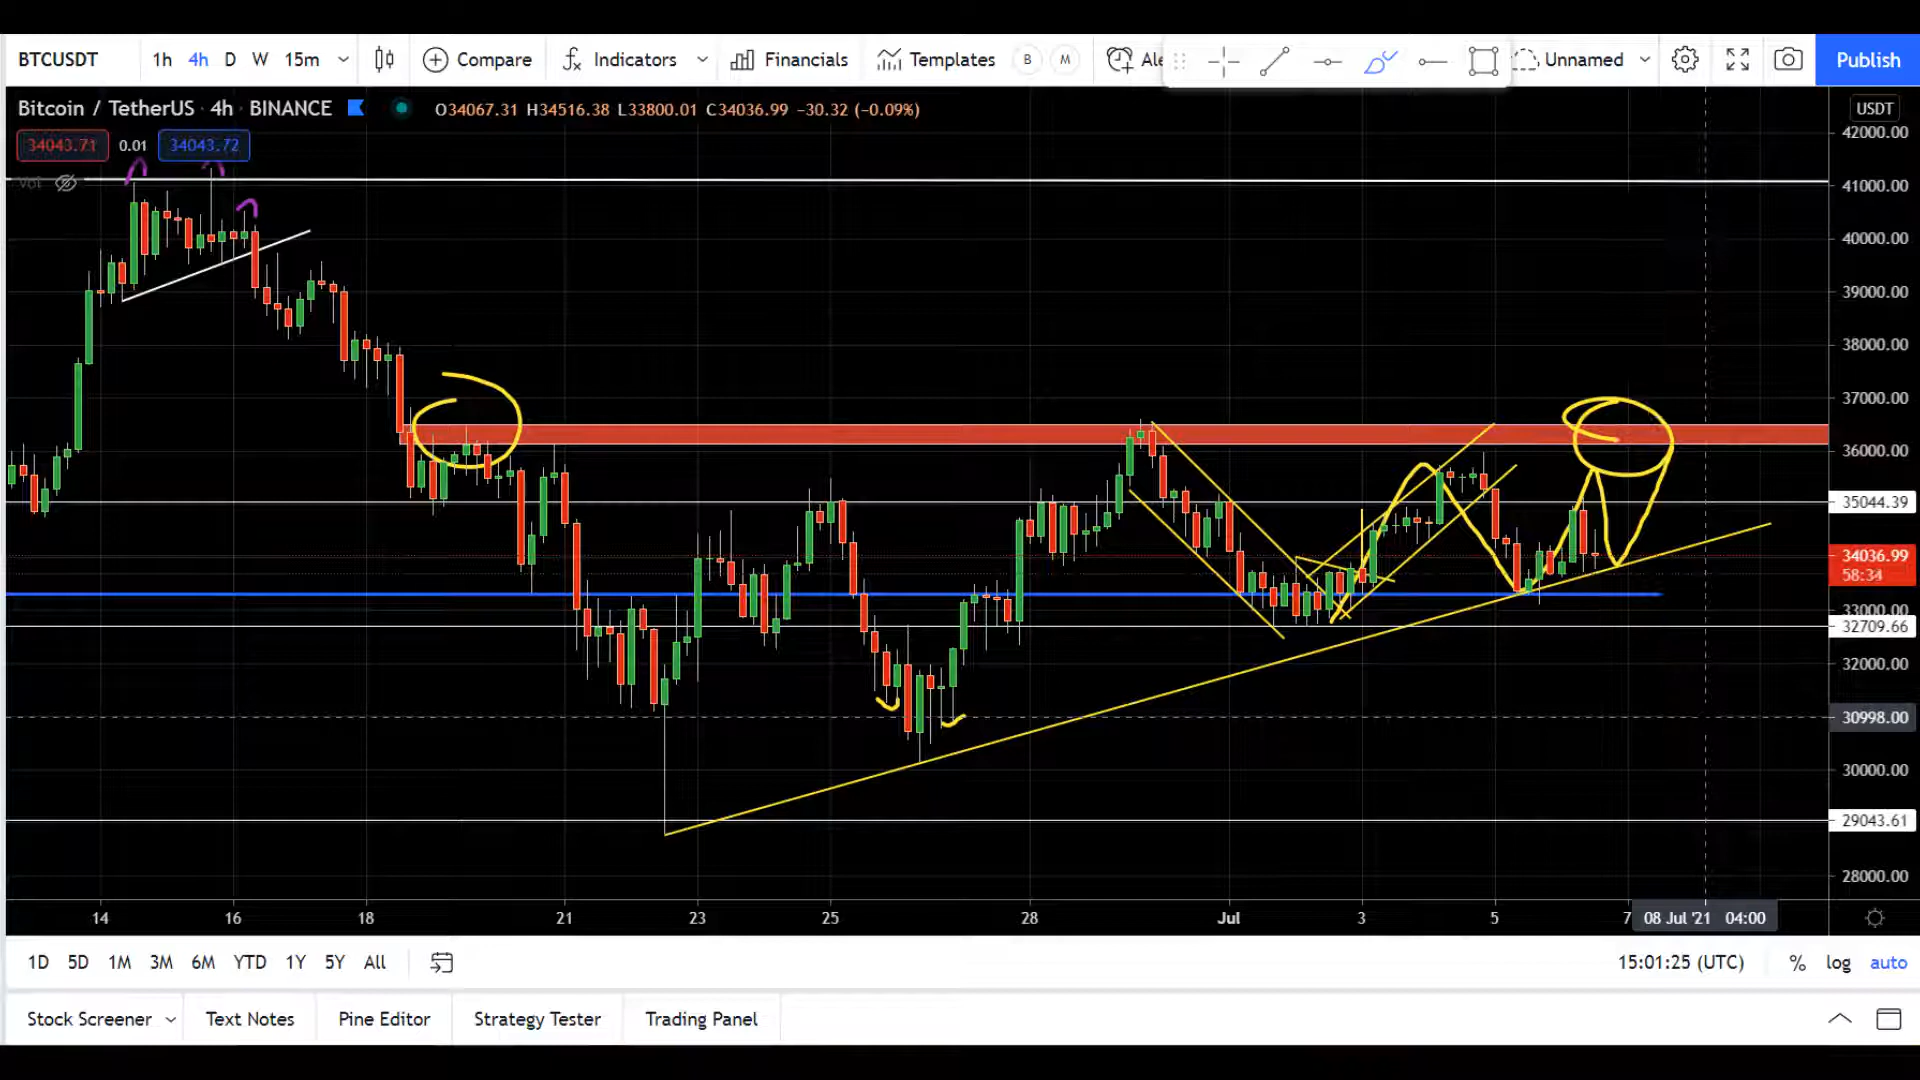 BTCUSDT 1h 4h D W 15m Compare Indicators Financials Templates B M Unnamed Publish
Bitcoin / TetherUS · 4h · BINANCE O34067.31 H34516.38 L33800.01 C34036.99 −30.32 (−0.09%) USDT
34043.71 0.01 34043.72
Vol
42000.00
41000.00
40000.00
39000.00
38000.00
37000.00
36000.00
35044.39
34036.99
58:34
33000.00
32709.66
32000.00
30998.00
30000.00
29043.61
28000.00
14 16 18 21 23 25 28 Jul 3 5 7 08 Jul '21 04:00
1D 5D 1M 3M 6M YTD 1Y 5Y All 15:01:25 (UTC) % log auto
Stock Screener Text Notes Pine Editor Strategy Tester Trading Panel